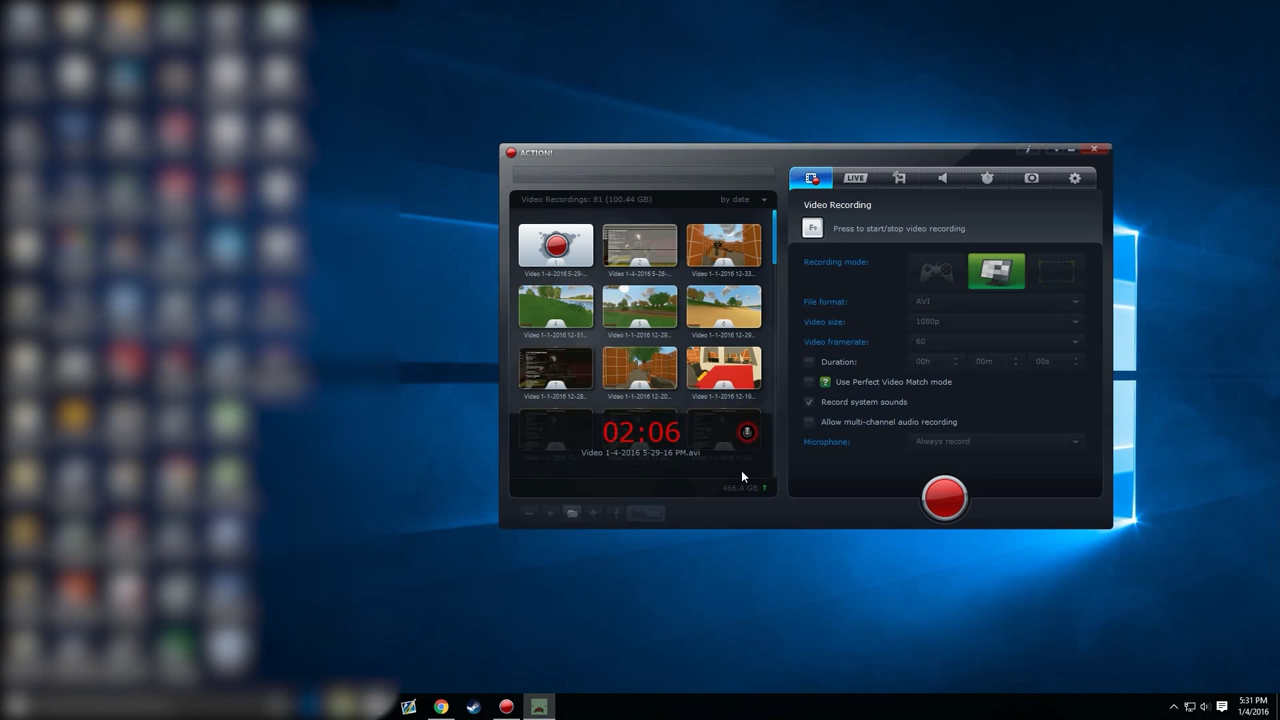 ACTION!
Video Recordings: 81 (100.44 GB)
by date
Video 1-4-2016 5-29-...
Video 1-4-2016 5-28-...
Video 1-1-2016 12-33...
Video 1-1-2016 12-31...
Video 1-1-2016 12-29...
Video 1-1-2016 12-29...
Video 1-1-2016 12-28...
Video 1-1-2016 12-20...
Video 1-1-2016 12-19...
02:06
Video 1-4-2016 5-29-16 PM.avi
466.4 GB
LIVE
Video Recording
F9
Press to start/stop video recording
Recording mode:
File format:
AVI
Video size:
1080p
Video framerate:
60
Duration:
00h
00m
00s
? Use Perfect Video Match mode
Record system sounds
Allow multi-channel audio recording
Microphone:
Always record
5:31 PM
1/4/2016